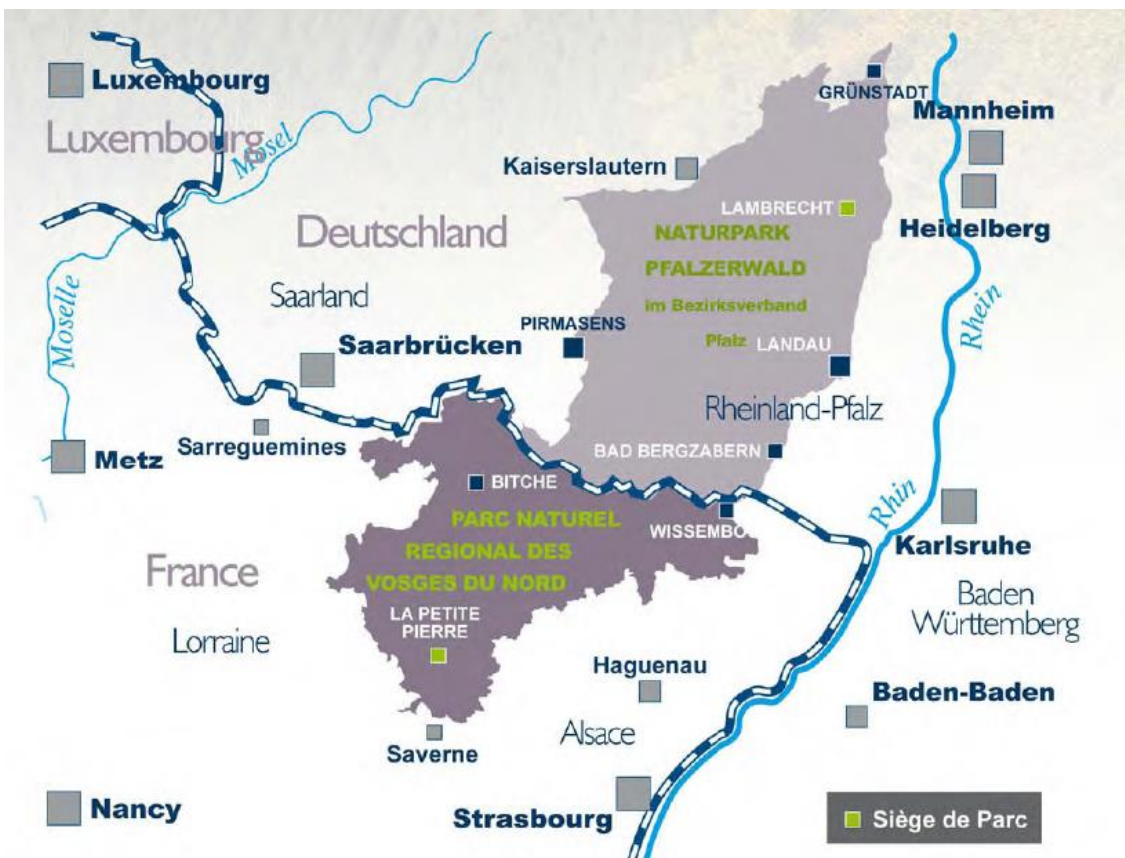 Luxembourg
Luxembourg
Mosel
GRÜNSTADT
Mannheim
Kaiserslautern
LAMBRECHT
Heidelberg
NATURPARK
PFALZERWALD
im Bezirksverband
Pfalz
Deutschland
Saarland
Moselle
Rhein
PIRMASENS
Saarbrücken
LANDAU
Rheinland-Pfalz
Sarreguemines
Metz
BAD BERGZABERN
BITCHE
Rhin
PARC NATUREL
REGIONAL DES
VOSGES DU NORD
WISSEMBO
Karlsruhe
France
Baden
Württemberg
LA PETITE
PIERRE
Lorraine
Haguenau
Baden-Baden
Alsace
Saverne
Nancy
Strasbourg
Siège de Parc